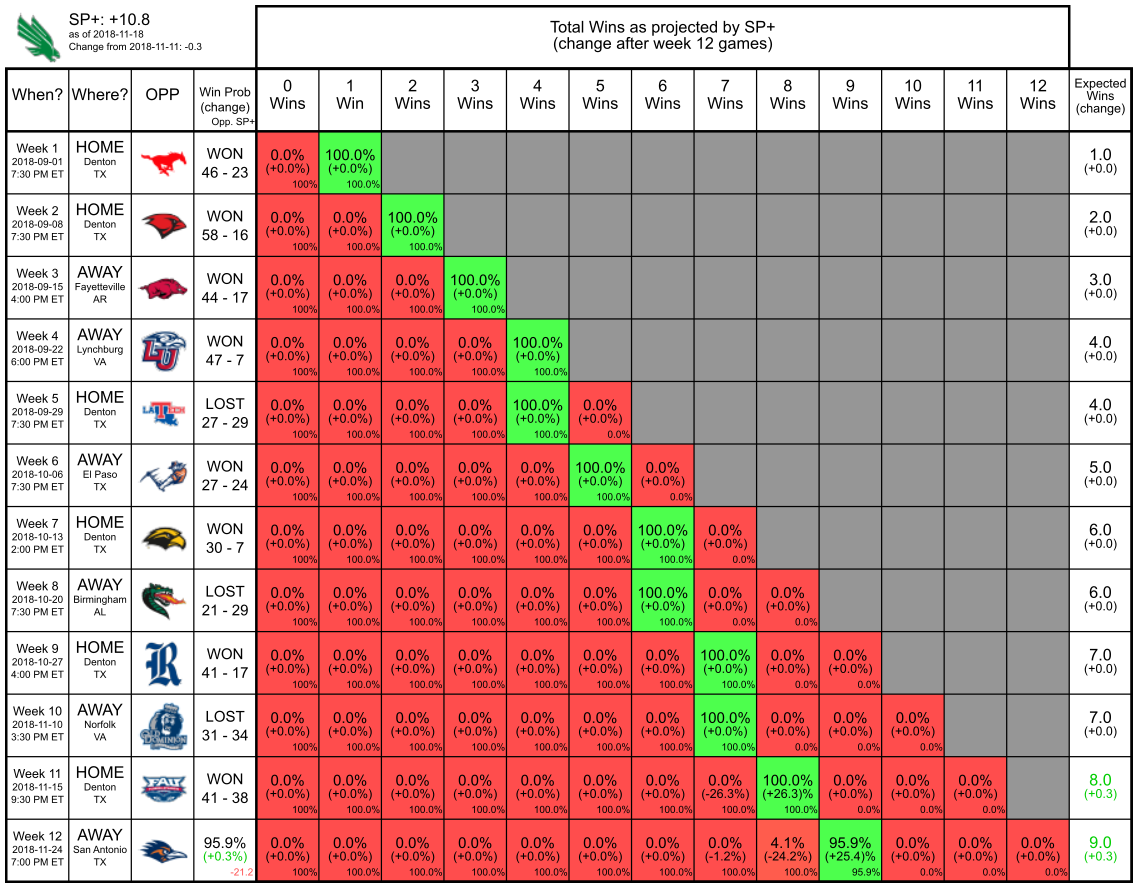 SP+: +10.8
as of 2018-11-18
Change from 2018-11-11: -0.3
Total Wins as projected by SP+
(change after week 12 games)
When? Where? OPP Win Prob (change) Opp. SP+ 0 Wins 1 Win 2 Wins 3 Wins 4 Wins 5 Wins 6 Wins 7 Wins 8 Wins 9 Wins 10 Wins 11 Wins 12 Wins Expected Wins (change)
Week 1 HOME WON 0.0% 100.0% 1.0
2018-09-01 Denton (+0.0%) (+0.0%) (+0.0)
7:30 PM ET TX 46 - 23 100% 100.0%
Week 2 HOME WON 0.0% 0.0% 100.0% 2.0
2018-09-08 Denton (+0.0%) (+0.0%) (+0.0%) (+0.0)
7:30 PM ET TX 58 - 16 100% 100.0% 100.0%
Week 3 AWAY WON 0.0% 0.0% 0.0% 100.0% 3.0
2018-09-15 Fayetteville (+0.0%) (+0.0%) (+0.0%) (+0.0%) (+0.0)
4:00 PM ET AR 44 - 17 100% 100.0% 100.0% 100.0%
Week 4 AWAY WON 0.0% 0.0% 0.0% 0.0% 100.0% 4.0
2018-09-22 Lynchburg LU (+0.0%) (+0.0%) (+0.0%) (+0.0%) (+0.0%) (+0.0)
6:00 PM ET VA 47 - 7 100% 100.0% 100.0% 100.0% 100.0%
Week 5 HOME LOST 0.0% 0.0% 0.0% 0.0% 100.0% 0.0% 4.0
2018-09-29 Denton LA TECH (+0.0%) (+0.0%) (+0.0%) (+0.0%) (+0.0%) (+0.0%) (+0.0)
7:30 PM ET TX 27 - 29 100% 100.0% 100.0% 100.0% 100.0% 0.0%
Week 6 AWAY WON 0.0% 0.0% 0.0% 0.0% 0.0% 100.0% 0.0% 5.0
2018-10-06 El Paso (+0.0%) (+0.0%) (+0.0%) (+0.0%) (+0.0%) (+0.0%) (+0.0%) (+0.0)
7:30 PM ET TX 27 - 24 100% 100.0% 100.0% 100.0% 100.0% 100.0% 0.0%
Week 7 HOME WON 0.0% 0.0% 0.0% 0.0% 0.0% 0.0% 100.0% 0.0% 6.0
2018-10-13 Denton (+0.0%) (+0.0%) (+0.0%) (+0.0%) (+0.0%) (+0.0%) (+0.0%) (+0.0%) (+0.0)
2:00 PM ET TX 30 - 7 100% 100.0% 100.0% 100.0% 100.0% 100.0% 100.0% 0.0%
Week 8 AWAY LOST 0.0% 0.0% 0.0% 0.0% 0.0% 0.0% 100.0% 0.0% 0.0% 6.0
2018-10-20 Birmingham (+0.0%) (+0.0%) (+0.0%) (+0.0%) (+0.0%) (+0.0%) (+0.0%) (+0.0%) (+0.0%) (+0.0)
7:30 PM ET AL 21 - 29 100% 100.0% 100.0% 100.0% 100.0% 100.0% 100.0% 0.0% 0.0%
Week 9 HOME WON 0.0% 0.0% 0.0% 0.0% 0.0% 0.0% 0.0% 100.0% 0.0% 0.0% 7.0
2018-10-27 Denton R (+0.0%) (+0.0%) (+0.0%) (+0.0%) (+0.0%) (+0.0%) (+0.0%) (+0.0%) (+0.0%) (+0.0%) (+0.0)
4:00 PM ET TX 41 - 17 100% 100.0% 100.0% 100.0% 100.0% 100.0% 100.0% 100.0% 0.0% 0.0%
Week 10 AWAY LOST 0.0% 0.0% 0.0% 0.0% 0.0% 0.0% 0.0% 100.0% 0.0% 0.0% 0.0% 7.0
2018-11-10 Norfolk OLD DOMINION (+0.0%) (+0.0%) (+0.0%) (+0.0%) (+0.0%) (+0.0%) (+0.0%) (+0.0%) (+0.0%) (+0.0%) (+0.0%) (+0.0)
3:30 PM ET VA 31 - 34 100% 100.0% 100.0% 100.0% 100.0% 100.0% 100.0% 100.0% 0.0% 0.0% 0.0%
Week 11 HOME WON 0.0% 0.0% 0.0% 0.0% 0.0% 0.0% 0.0% 0.0% 100.0% 0.0% 0.0% 0.0% 8.0
2018-11-15 Denton FAU (+0.0%) (+0.0%) (+0.0%) (+0.0%) (+0.0%) (+0.0%) (+0.0%) (-26.3%) (+26.3)% (+0.0%) (+0.0%) (+0.0%) (+0.3)
9:30 PM ET TX 41 - 38 100% 100.0% 100.0% 100.0% 100.0% 100.0% 100.0% 100.0% 100.0% 0.0% 0.0% 0.0%
Week 12 AWAY 95.9% 0.0% 0.0% 0.0% 0.0% 0.0% 0.0% 0.0% 0.0% 4.1% 95.9% 0.0% 0.0% 0.0% 9.0
2018-11-24 San Antonio (+0.3%) (+0.0%) (+0.0%) (+0.0%) (+0.0%) (+0.0%) (+0.0%) (+0.0%) (-1.2%) (-24.2%) (+25.4)% (+0.0%) (+0.0%) (+0.0%) (+0.3)
7:00 PM ET TX -21.2 100% 100.0% 100.0% 100.0% 100.0% 100.0% 100.0% 100.0% 100.0% 95.9% 0.0% 0.0% 0.0%